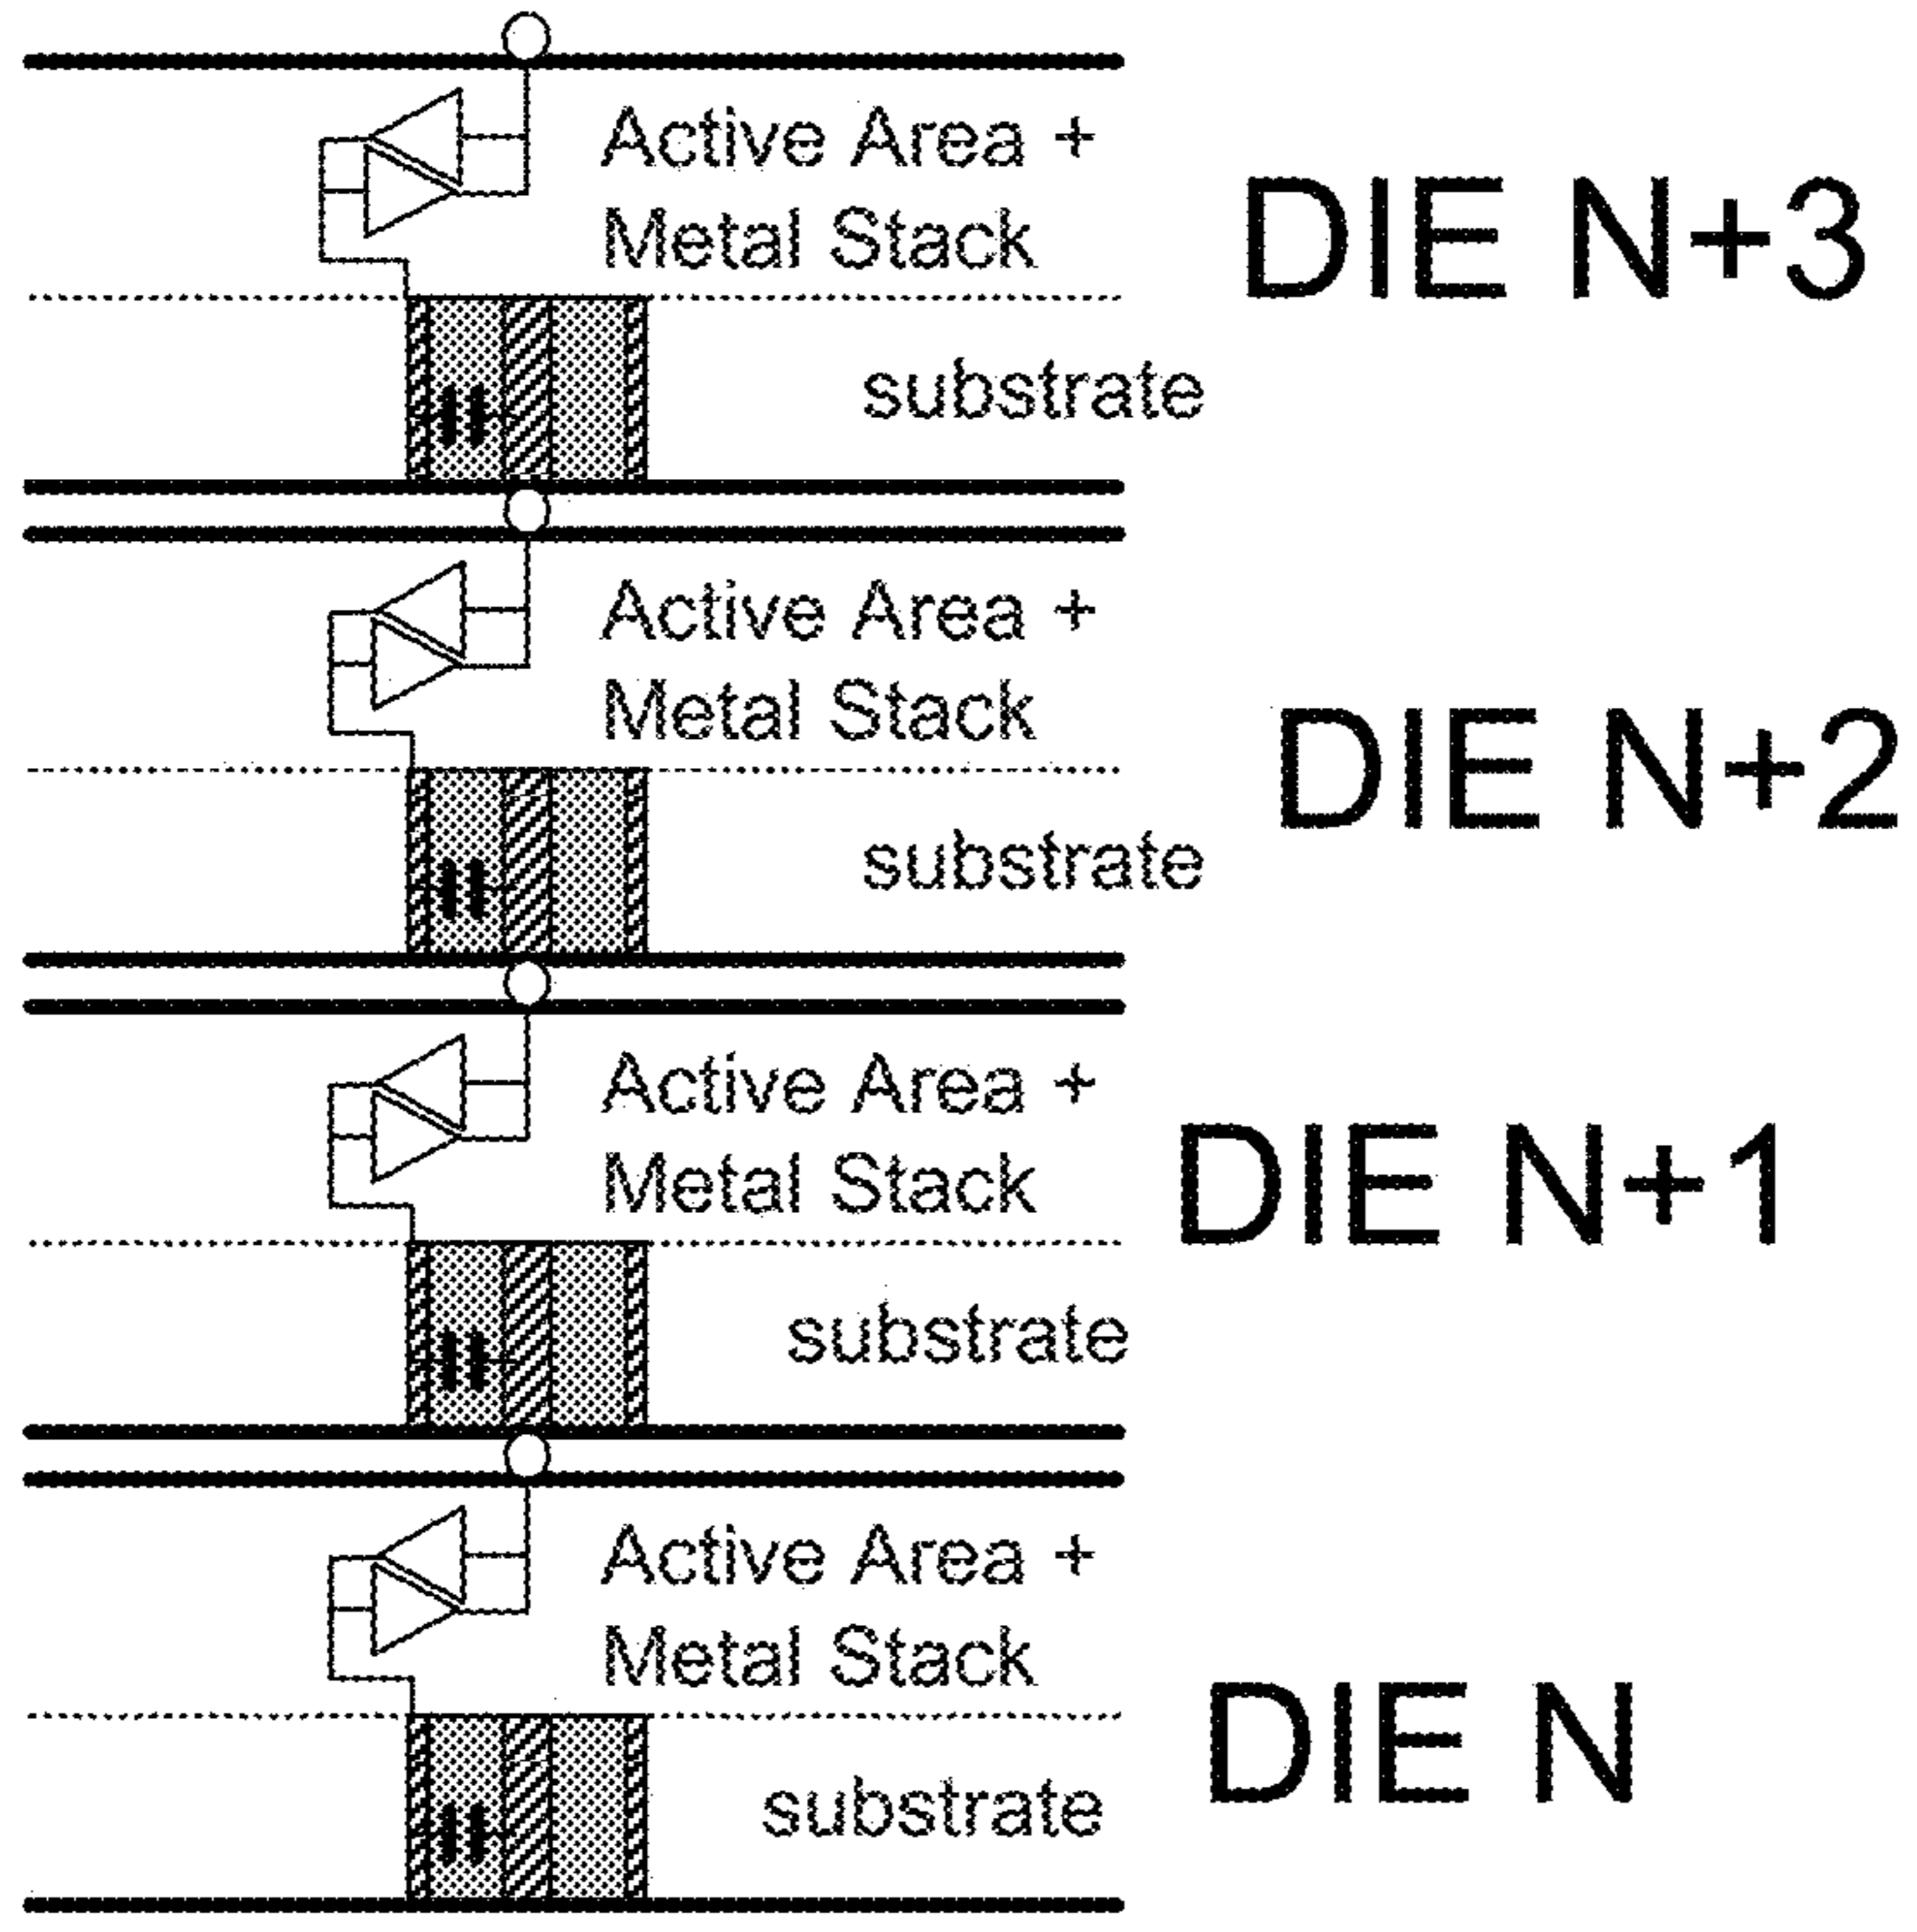 Active Area +
Metal Stack
DIE N+3
substrate
Active Area +
Metal Stack
DIE N+2
substrate
Active Area +
Metal Stack
DIE N+1
substrate
Active Area +
Metal Stack
DIE N
substrate